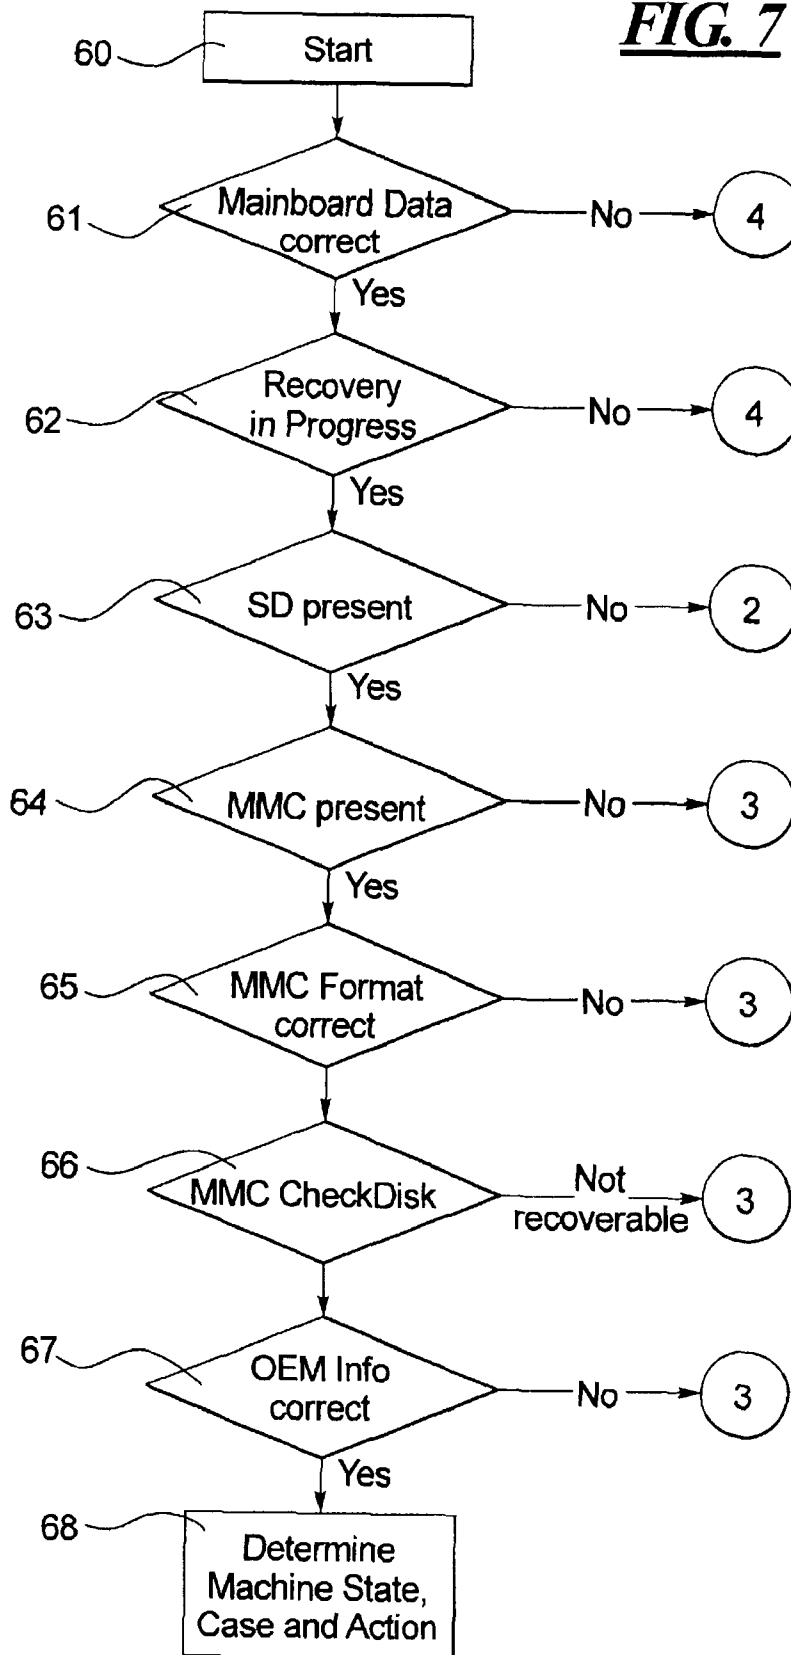 FIG. 7
60
Start
61
Mainboard Data
correct
No
4
Yes
62
Recovery
in Progress
No
4
Yes
63
SD present
No
2
Yes
64
MMC present
No
3
Yes
65
MMC Format
correct
No
3
66
MMC CheckDisk
Not
recoverable
3
67
OEM Info
correct
No
3
Yes
68
Determine
Machine State,
Case and Action